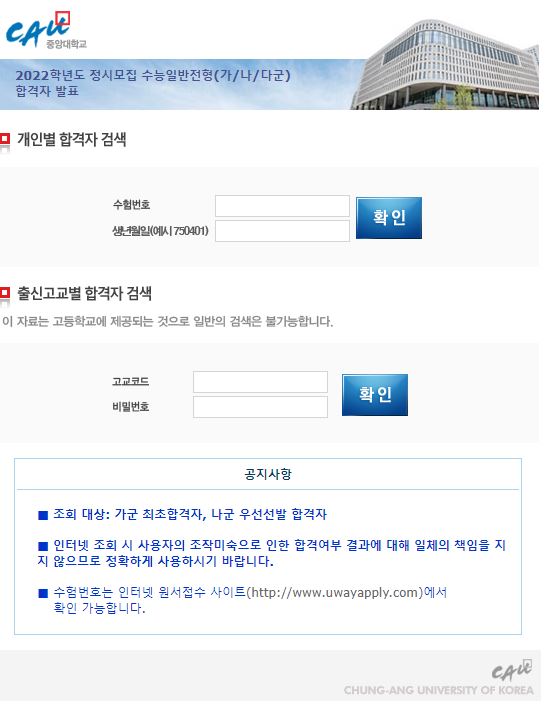 CAU
중앙대학교
2022학년도 정시모집 수능일반전형(가/나/다군)
합격자 발표
개인별 합격자 검색
수험번호
생년월일(예시 750401)
확인
출신고교별 합격자 검색
이 자료는 고등학교에 제공되는 것으로 일반의 검색은 불가능합니다.
고교코드
비밀번호
확인
공지사항
■ 조회 대상: 가군 최초합격자, 나군 우선선발 합격자
■ 인터넷 조회 시 사용자의 조작미숙으로 인한 합격여부 결과에 대해 일체의 책임을 지
지 않으므로 정확하게 사용하시기 바랍니다.
■ 수험번호는 인터넷 원서접수 사이트(http://www.uwayapply.com)에서
확인 가능합니다.
CAU
CHUNG-ANG UNIVERSITY OF KOREA